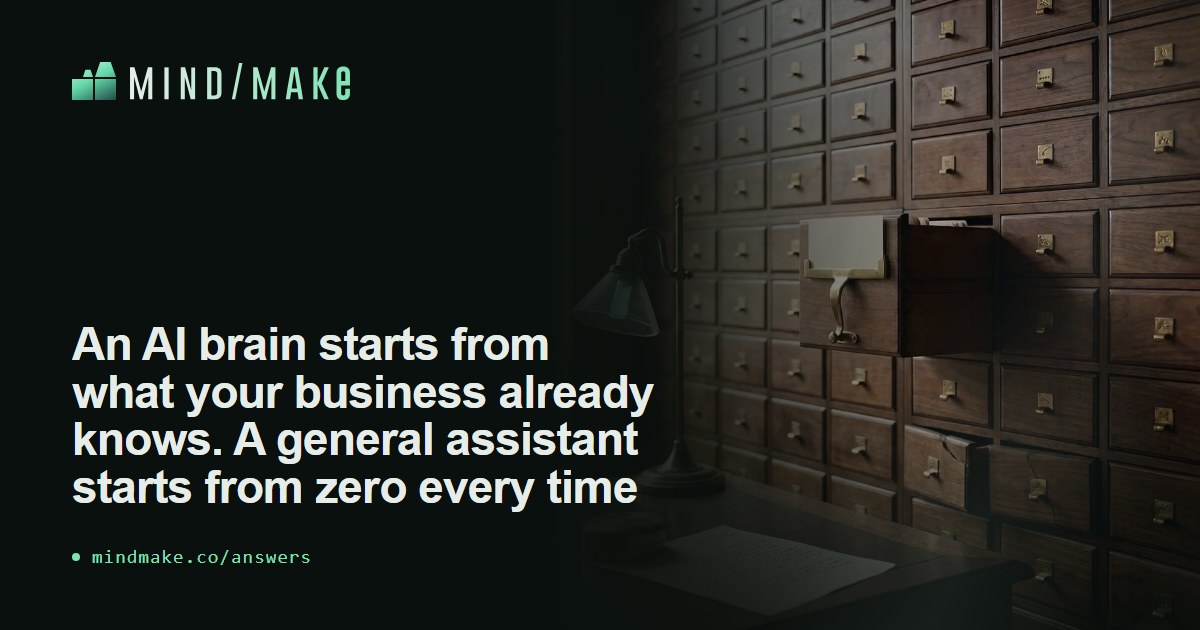 MIND/MAKE
An AI brain starts from
what your business already
knows. A general assistant
starts from zero every time
mindmake.co/answers